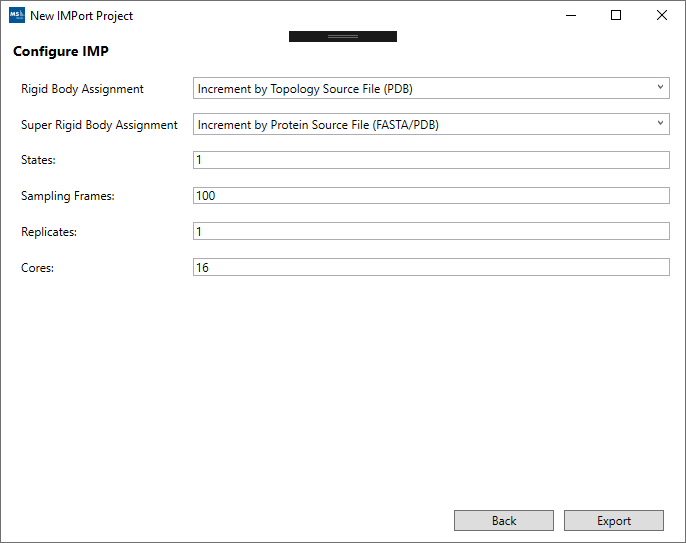 MS
New IMPort Project
Configure IMP
Rigid Body Assignment
Increment by Topology Source File (PDB)
Super Rigid Body Assignment
Increment by Protein Source File (FASTA/PDB)
States:
1
Sampling Frames:
100
Replicates:
1
Cores:
16
Back
Export